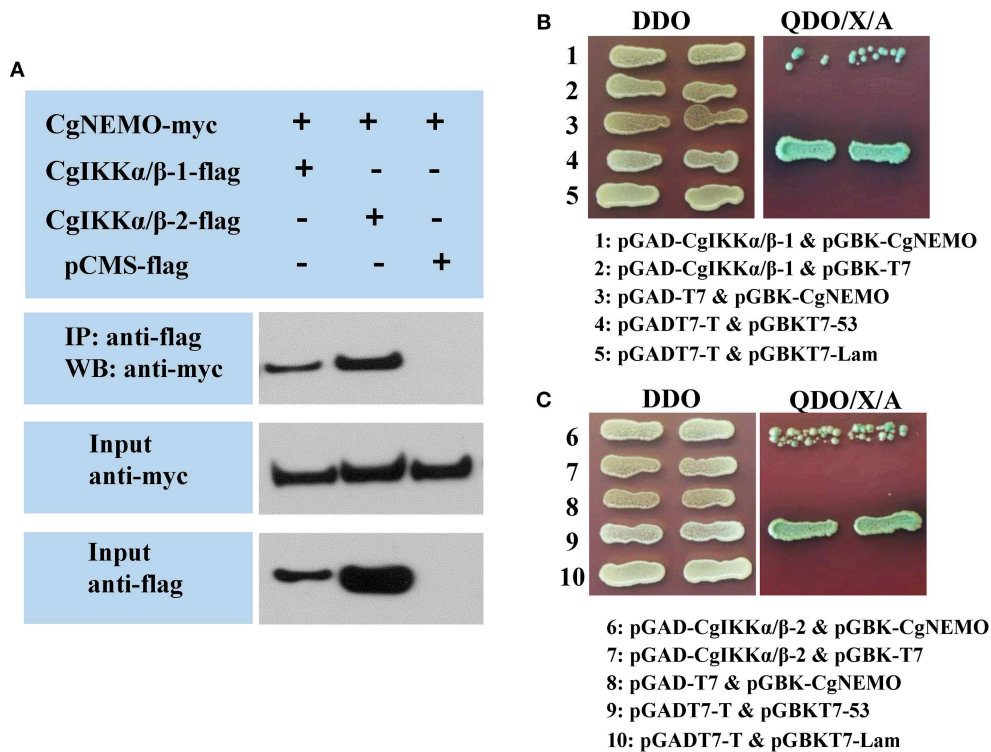 A
CgNEMO-myc + + +
CgIKKα/β-1-flag + - -
CgIKKα/β-2-flag - + -
pCMS-flag - - +
IP: anti-flag
WB: anti-myc
Input
anti-myc
Input
anti-flag
B
DDO QDO/X/A
1
2
3
4
5
1: pGAD-CgIKKα/β-1 & pGBK-CgNEMO
2: pGAD-CgIKKα/β-1 & pGBK-T7
3: pGAD-T7 & pGBK-CgNEMO
4: pGADT7-T & pGBKT7-53
5: pGADT7-T & pGBKT7-Lam
C
DDO QDO/X/A
6
7
8
9
10
6: pGAD-CgIKKα/β-2 & pGBK-CgNEMO
7: pGAD-CgIKKα/β-2 & pGBK-T7
8: pGAD-T7 & pGBK-CgNEMO
9: pGADT7-T & pGBKT7-53
10: pGADT7-T & pGBKT7-Lam